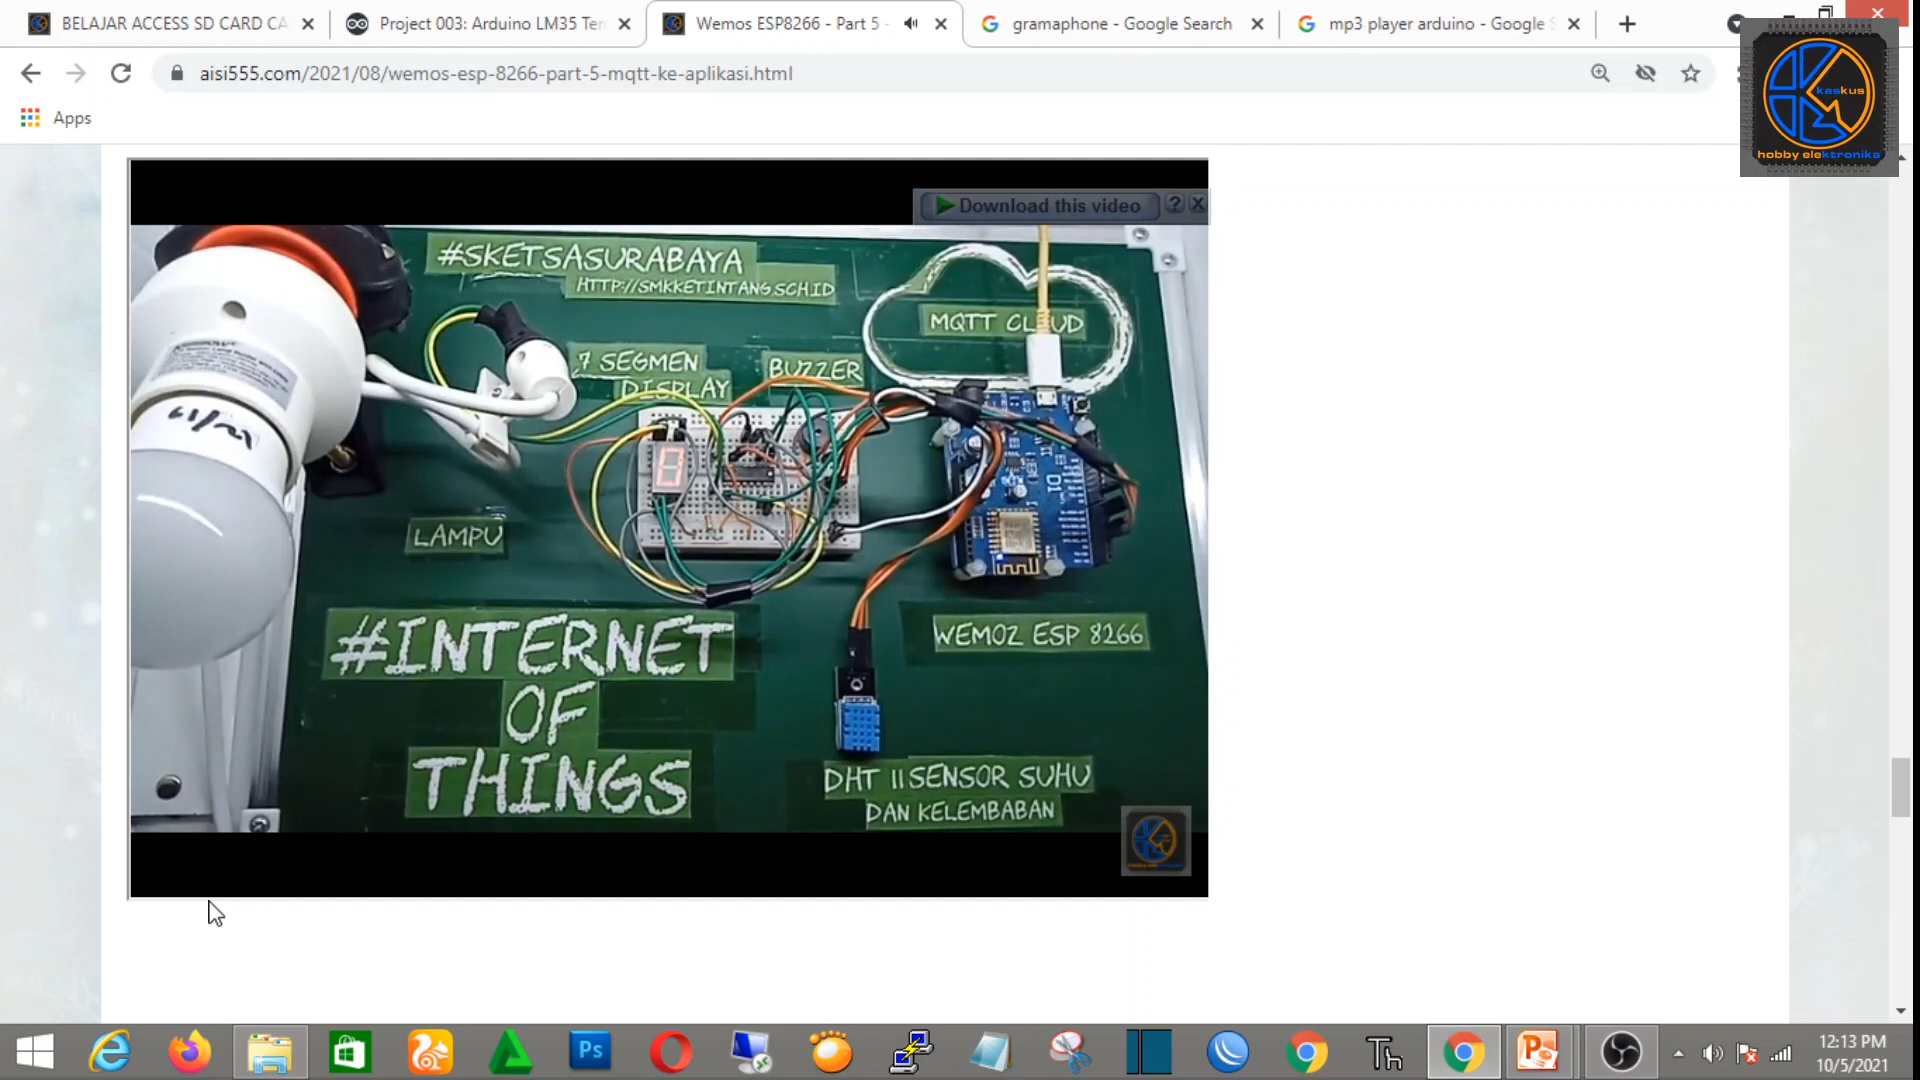 BELAJAR ACCESS SD CARD CA
Project 003: Arduino LM35 Ten
Wemos ESP8266 - Part 5 -
gramaphone - Google Search
mp3 player arduino - Google S
aisi555.com/2021/08/wemos-esp-8266-part-5-mqtt-ke-aplikasi.html
Apps
kaskus
hobby elektronika
Download this video
?
X
#SKETSASURABAYA
HTTP://SMKKETINTANG.SCH.ID
MQTT CLOUD
7 SEGMEN
DISPLAY
BUZZER
D1
LAMPU
#INTERNET
OF
THINGS
WEMOZ ESP 8266
DHT 11 SENSOR SUHU
DAN KELEMBABAN
Ps
Th
12:13 PM
10/5/2021